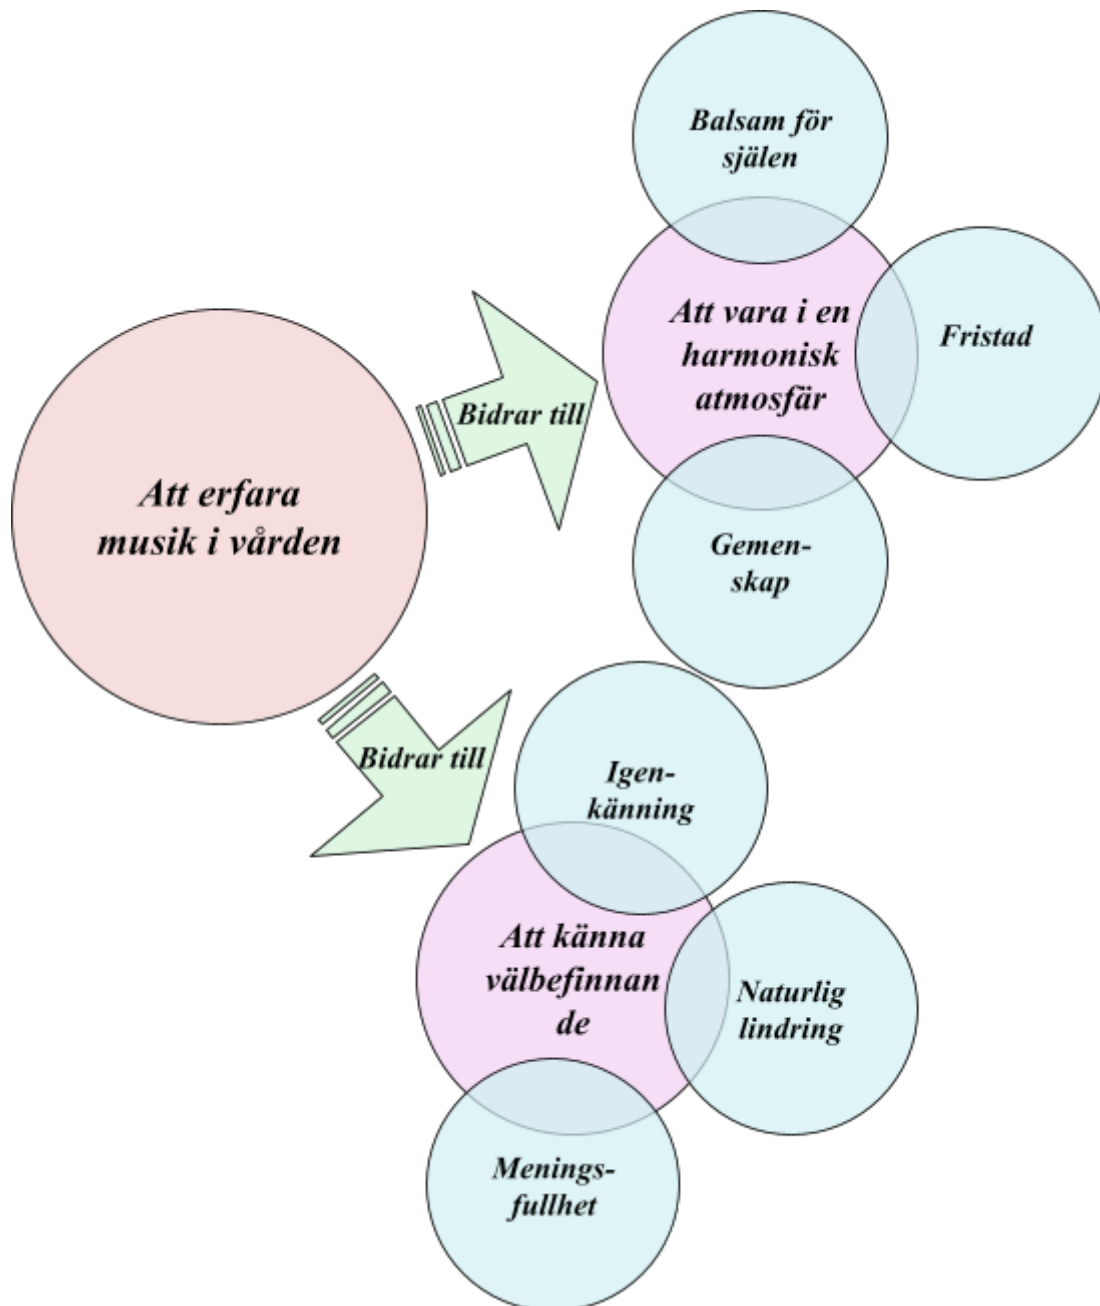 Balsam för
själen
Att vara i en
harmonisk
atmosfär
Fristad
Bidrar till
Att erfara
musik i vården
Gemen-
skap
Bidrar till
Igen-
känning
Att känna
välbefinnan
de
Naturlig
lindring
Menings-
fullhet